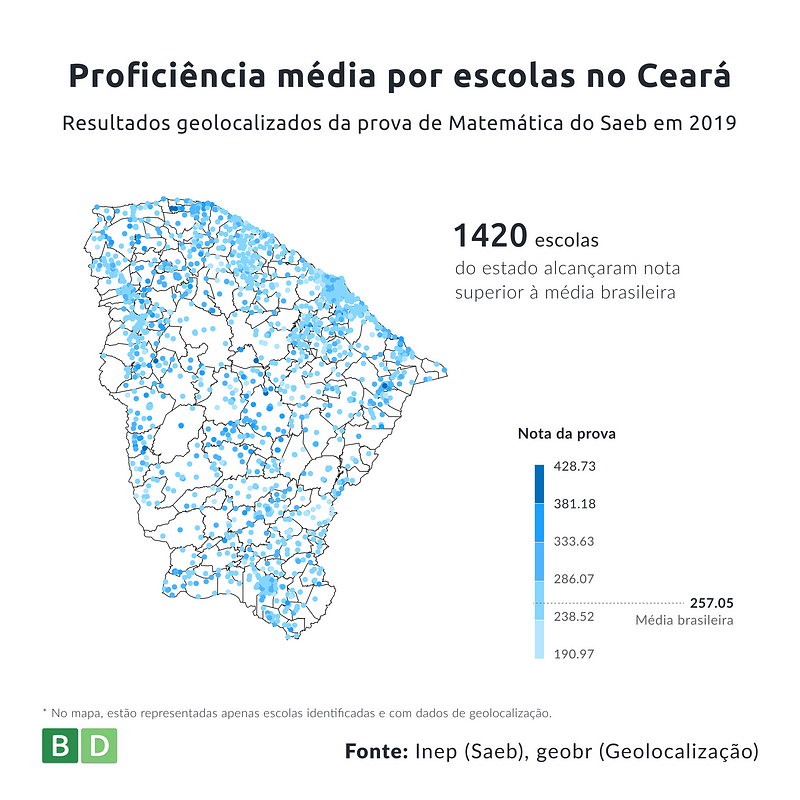 Proficiência média por escolas no Ceará
Resultados geolocalizados da prova de Matemática do Saeb em 2019
1420 escolas
do estado alcançaram nota
superior à média brasileira
Nota da prova
428.73
381.18
333.63
286.07
257.05
238.52
Média brasileira
190.97
* No mapa, estão representadas apenas escolas identificadas e com dados de geolocalização.
B D
Fonte: Inep (Saeb), geobr (Geolocalização)